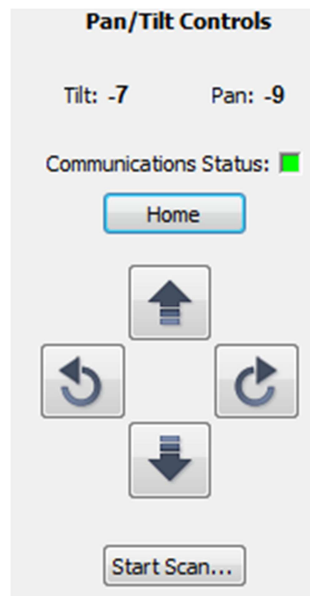 Pan/Tilt Controls
Tilt: -7 Pan: -9
Communications Status:
Home
Start Scan...